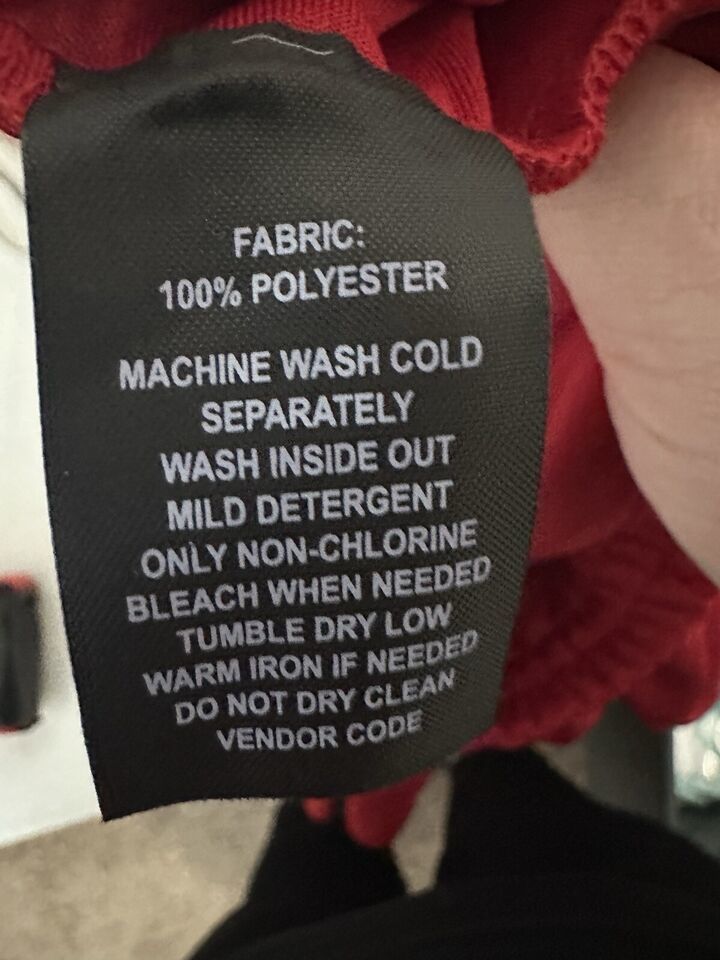 FABRIC:
100% POLYESTER
MACHINE WASH COLD
SEPARATELY
WASH INSIDE OUT
MILD DETERGENT
ONLY NON-CHLORINE
BLEACH WHEN NEEDED
TUMBLE DRY LOW
WARM IRON IF NEEDED
DO NOT DRY CLEAN
VENDOR CODE